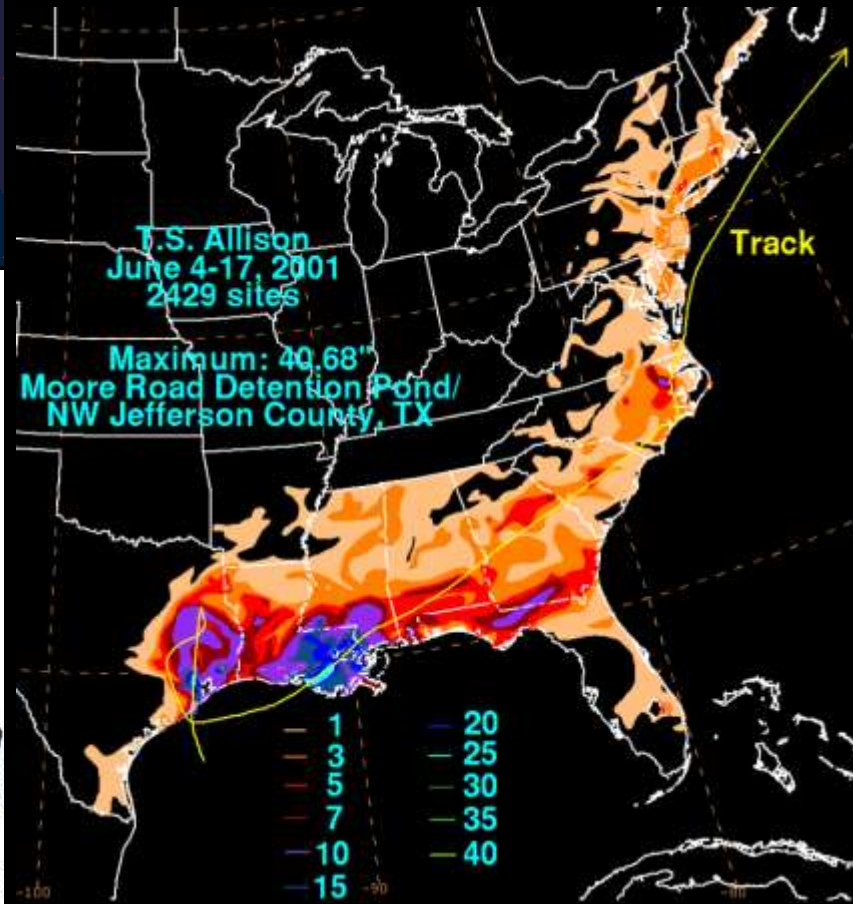 T.S. Allison
June 4-17, 2001
2429 sites
Maximum: 40.68"
Moore Road Detention Pond/
NW Jefferson County, TX
Track
1
3
5
7
10
15
20
25
30
35
40
-100
-90
-80